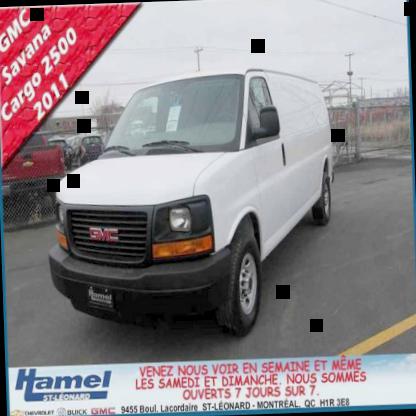 GMC
Savana
Cargo 2500
2011
GMC
Hamel
ST-LÉONARD
Hamel
ST-LÉONARD
VENEZ NOUS VOIR EN SEMAINE ET MÊME
LES SAMEDI ET DIMANCHE. NOUS SOMMES
OUVERTS 7 JOURS SUR 7.
CHEVROLET BUICK GMC 9455 Boul. Lacordaire ST-LÉONARD - MONTRÉAL, QC H1R 3E8